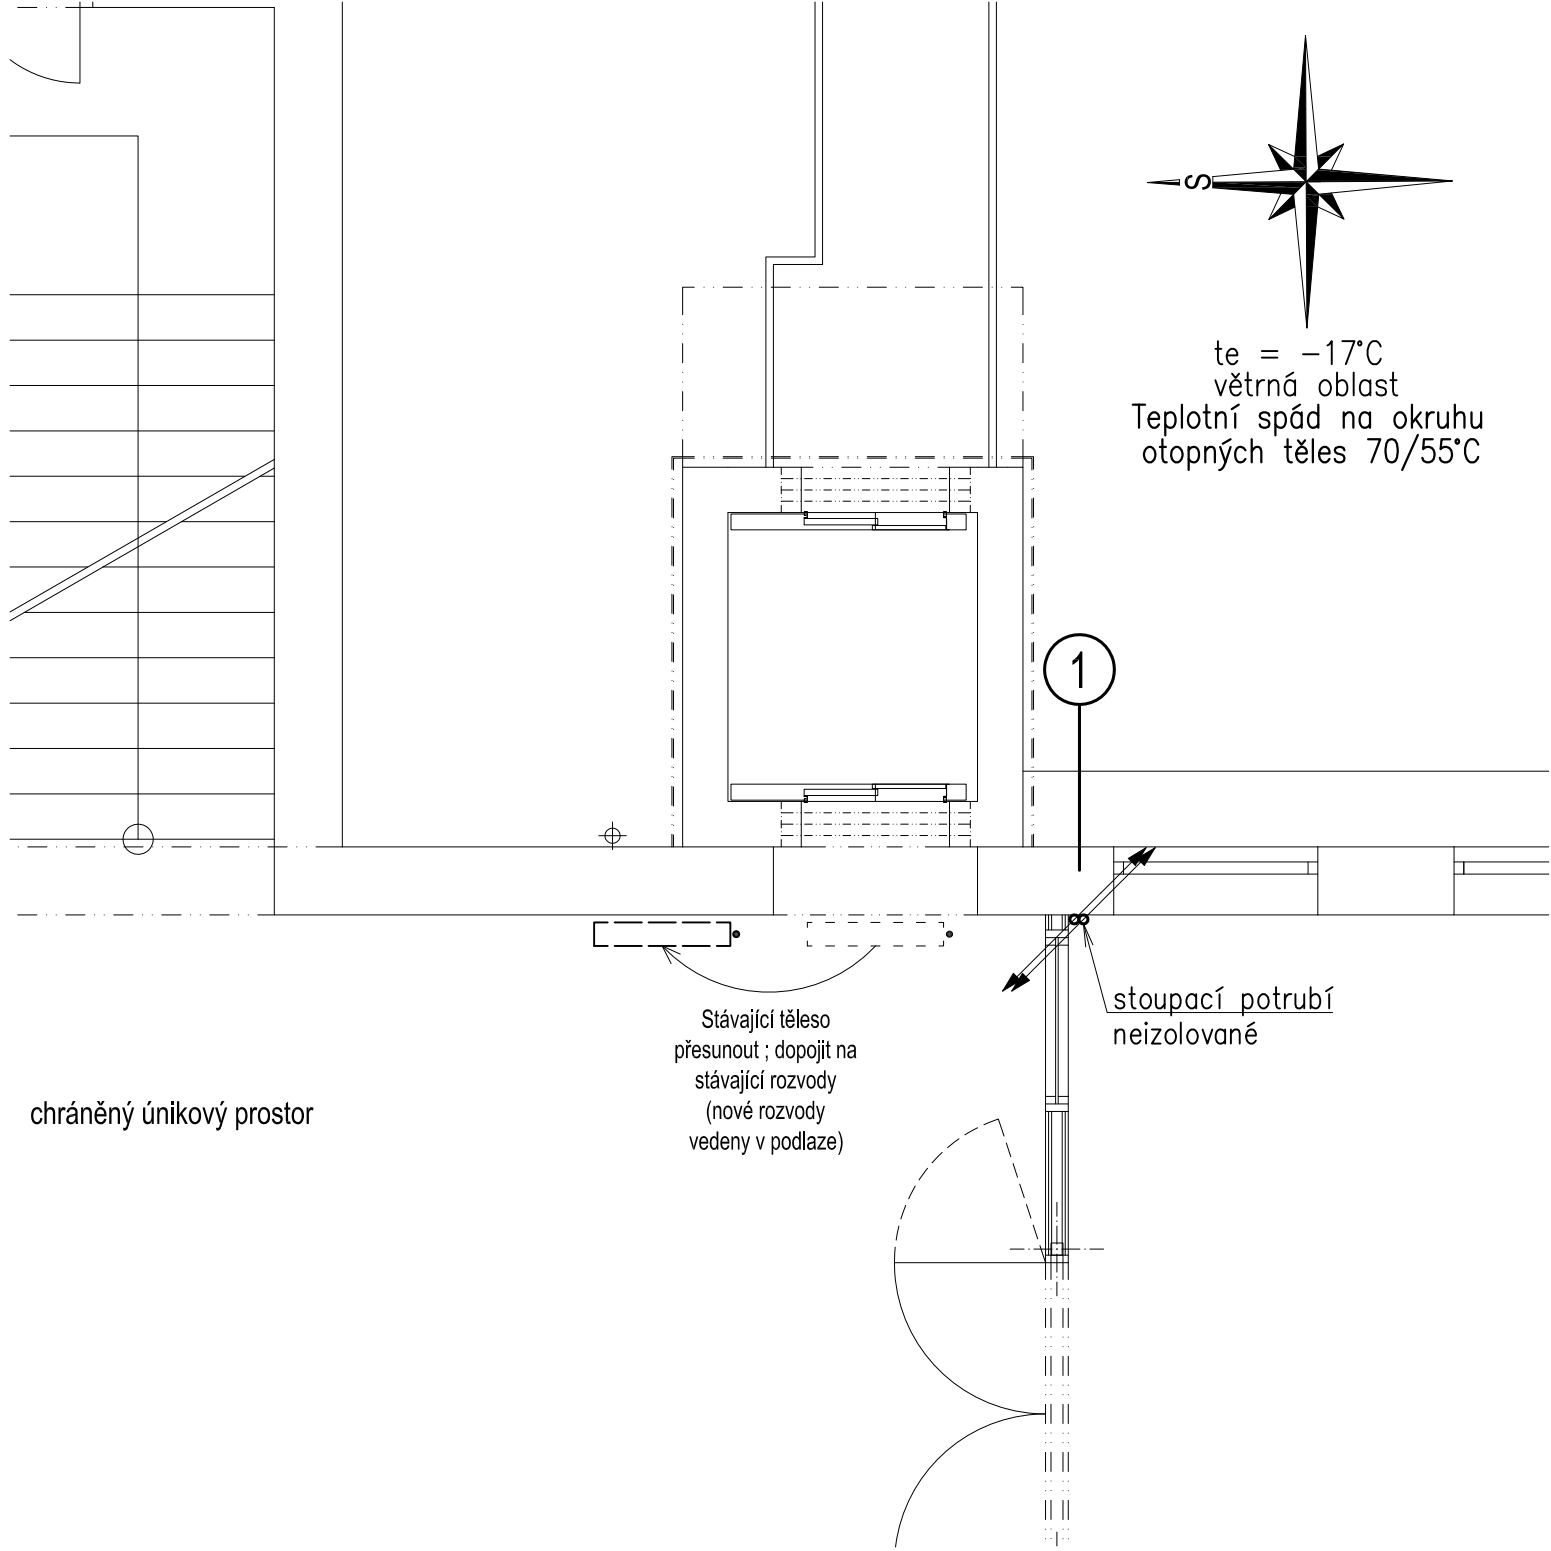 S
te = -17°C
větrná oblast
Teplotní spád na okruhu
otopných těles 70/55°C
1
stoupací potrubí
neizolované
Stávající těleso
přesunout ; dopojit na
stávající rozvody
(nové rozvody
vedeny v podlaze)
chráněný únikový prostor